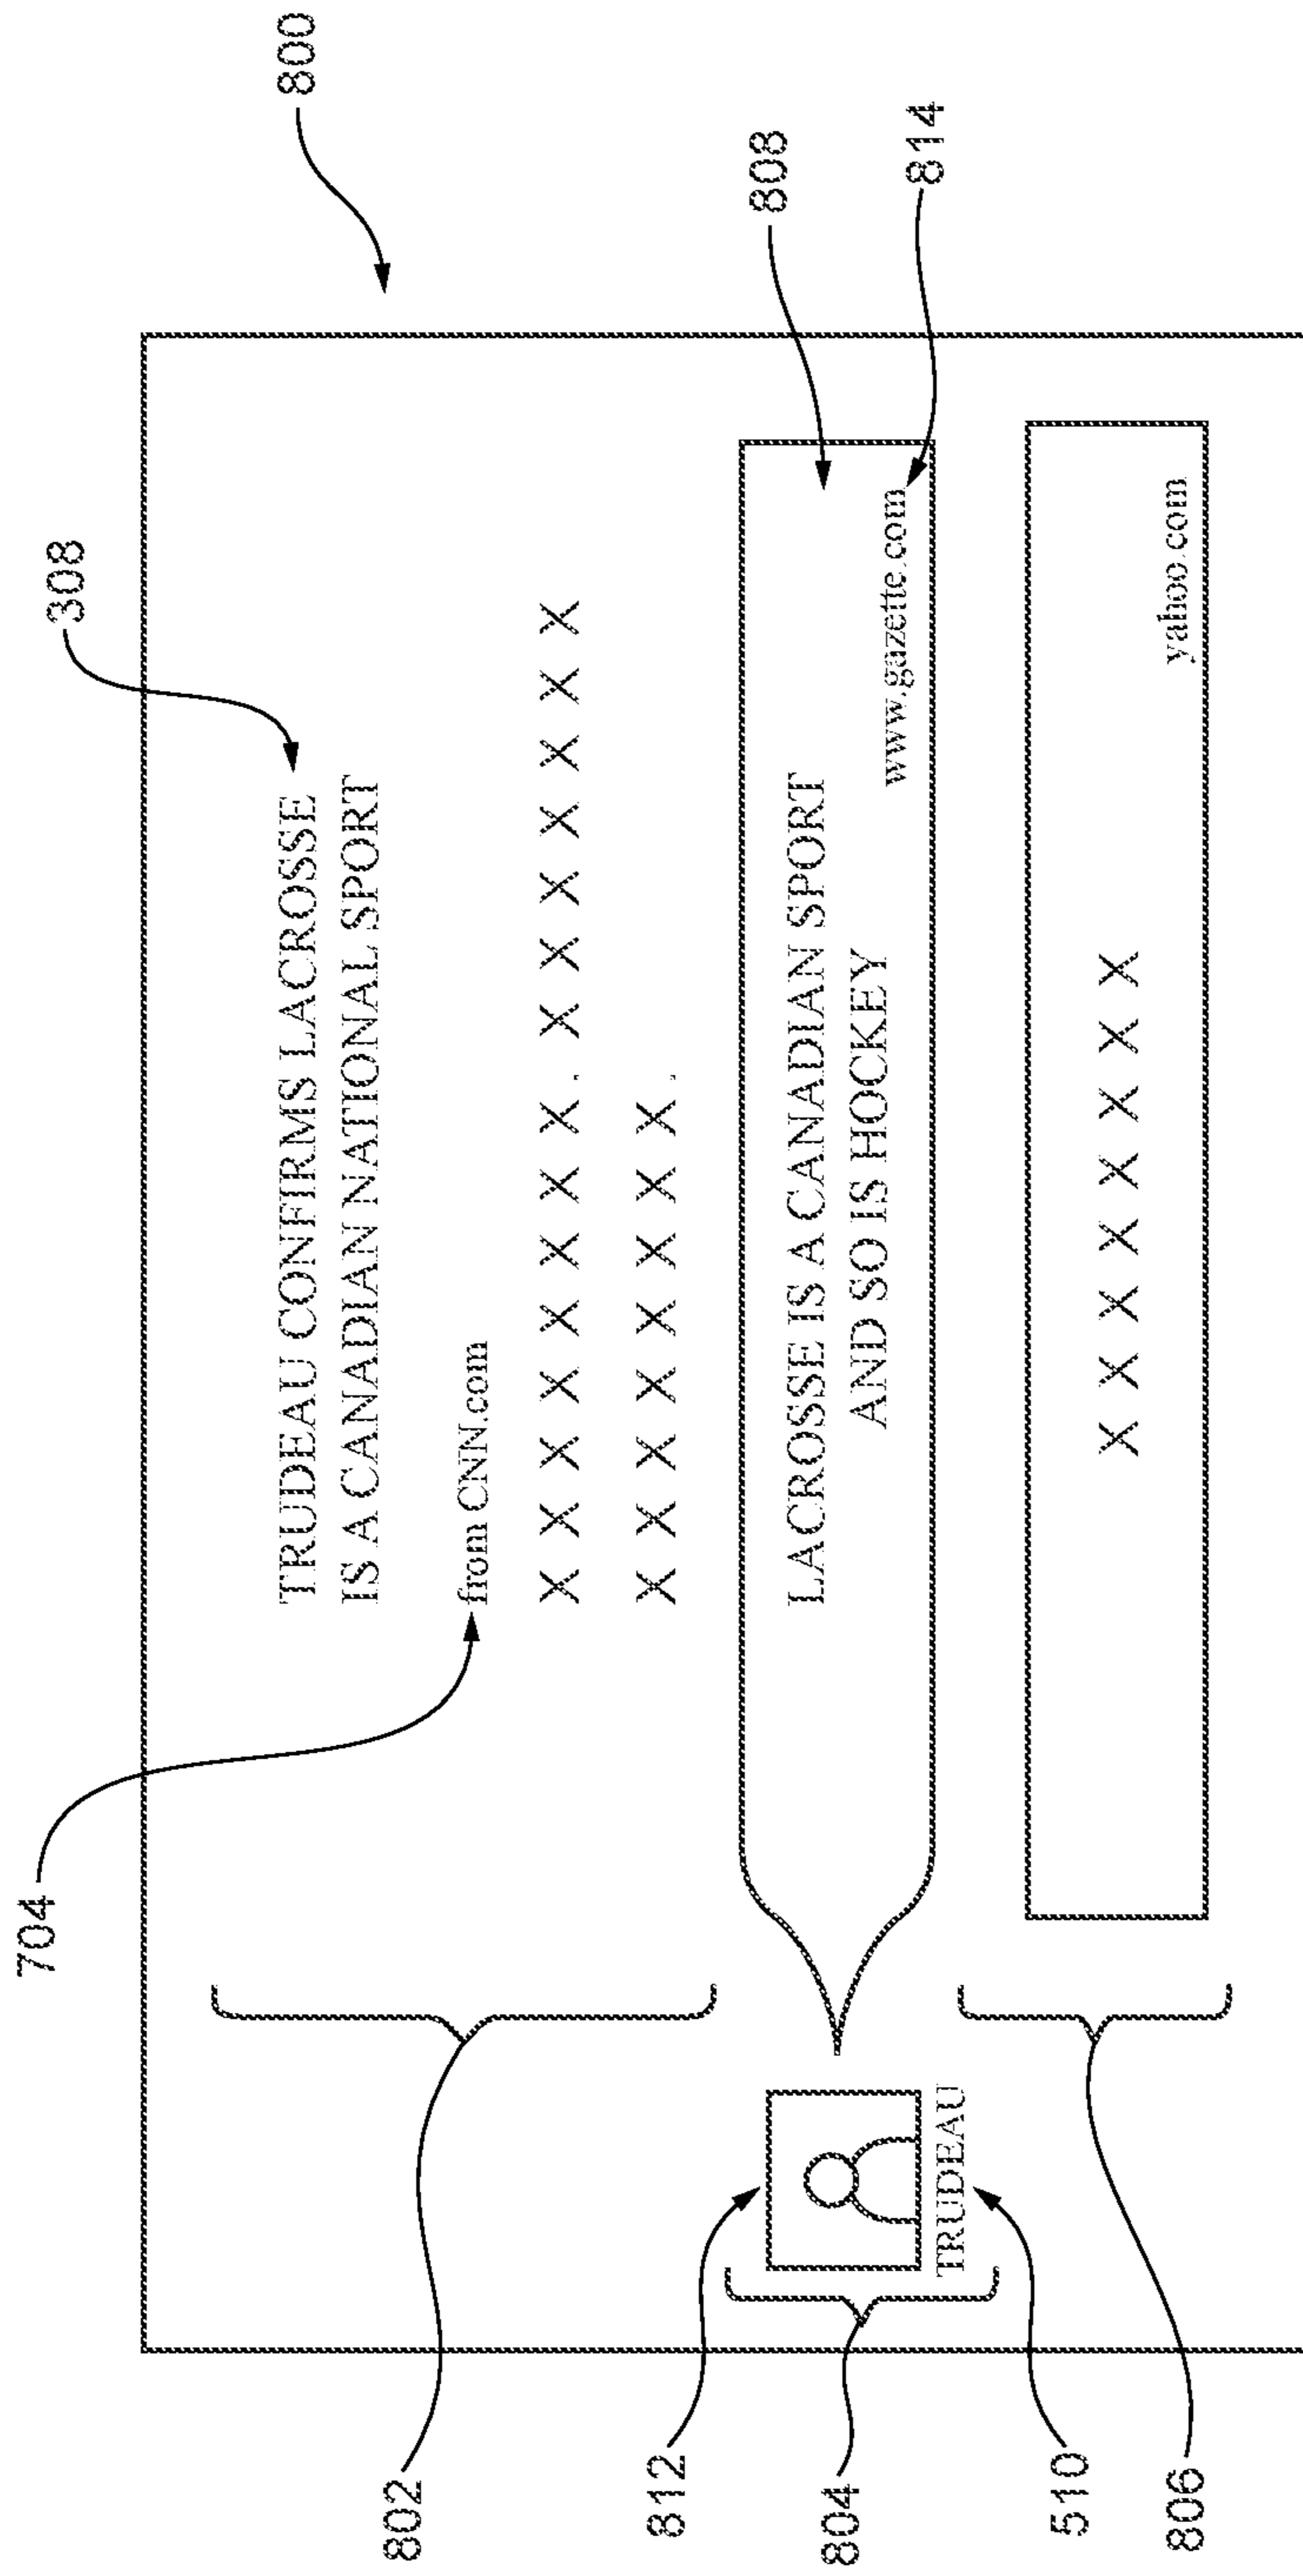 800
308
TRUDEAU CONFIRMS LACROSSE
IS A CANADIAN NATIONAL SPORT
704
from CNN.com
X X X X X X X X. X X X X X X X
X X X X X X X X.
802
808
LACROSSE IS A CANADIAN SPORT
AND SO IS HOCKEY
www.gazette.com
814
812
804
TRUDEAU
510
X X X X X X X X
yahoo.com
806